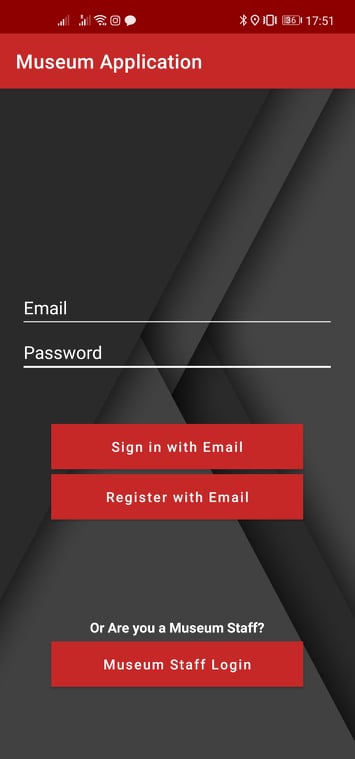 36 17:51
Museum Application
Email
Password
Sign in with Email
Register with Email
Or Are you a Museum Staff?
Museum Staff Login